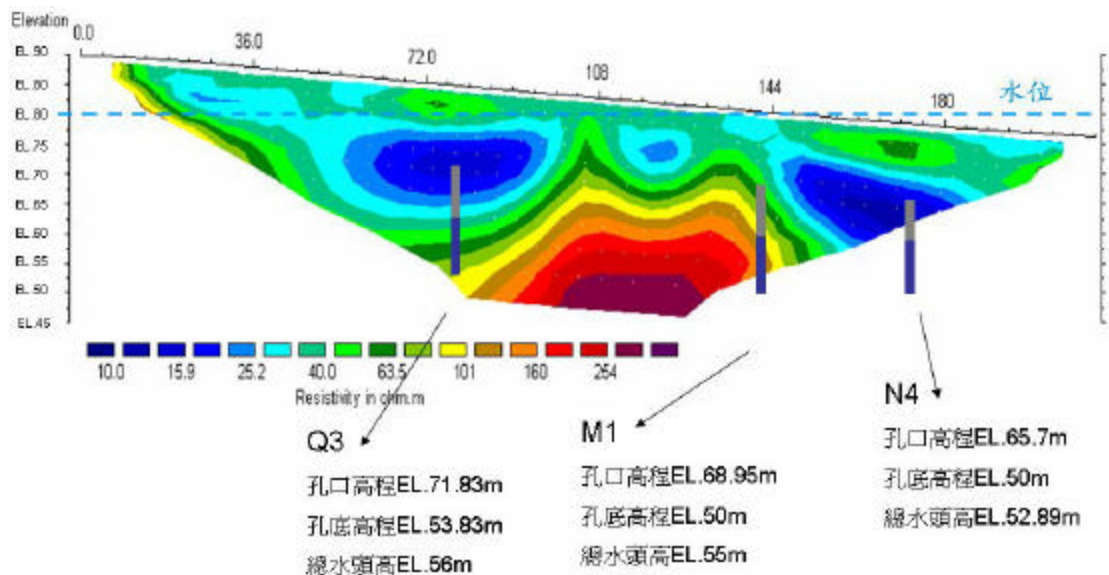 Elevation
0.0
36.0
72.0
108
144
180
水位
EL.90
EL.80
EL.80
EL.75
EL.70
EL.65
EL.60
EL.55
EL.50
EL.45
10.0 15.9 25.2 40.0 63.5 101 160 254
Resistivity in ohm.m
Q3
孔口高程EL.71.83m
孔底高程EL.53.83m
總水頭高EL.56m
M1
孔口高程EL.68.95m
孔底高程EL.50m
總水頭高EL.55m
N4
孔口高程EL.65.7m
孔底高程EL.50m
總水頭高EL.52.89m